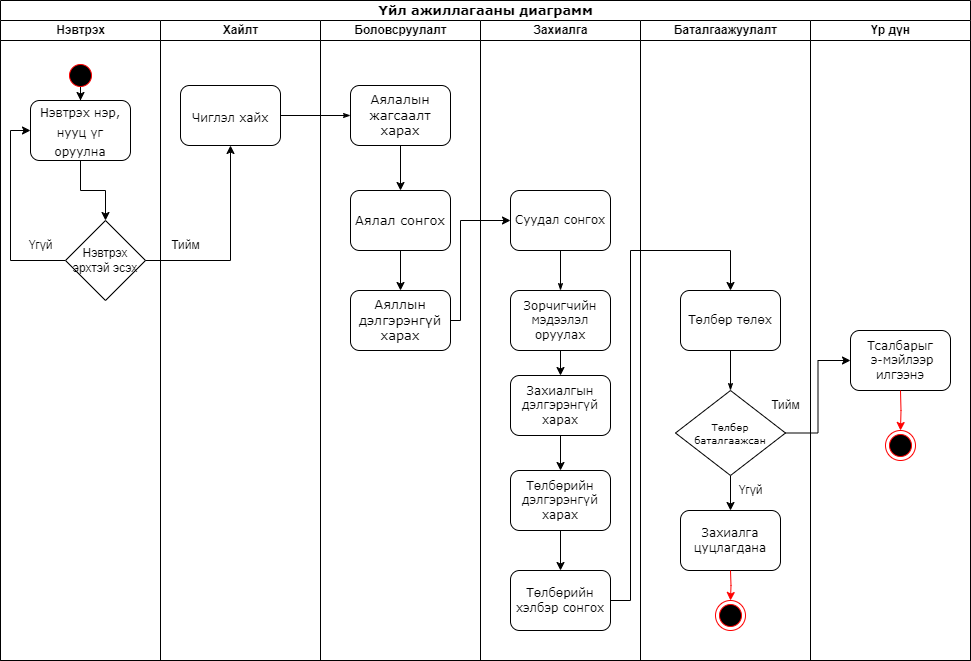 Үйл ажиллагааны диаграмм
Нэвтрэх
Хайлт
Боловсруулалт
Захиалга
Баталгаажуулалт
Үр дүн
Нэвтрэх нэр,
нууц үг
оруулна
Үгүй
Нэвтрэх
эрхтэй эсэх
Тийм
Чиглэл хайх
Аялалын
жагсаалт
харах
Аялал сонгох
Аяллын
дэлгэрэнгүй
харах
Суудал сонгох
Зорчигчийн
мэдээлэл
оруулах
Захиалгын
дэлгэрэнгүй
харах
Төлбөрийн
дэлгэрэнгүй
харах
Төлбөрийн
хэлбэр сонгох
Төлбөр төлөх
Төлбөр
баталгаажсан
Тийм
Үгүй
Захиалга
цуцлагдана
Тсалбарыг
э-мэйлээр
илгээнэ